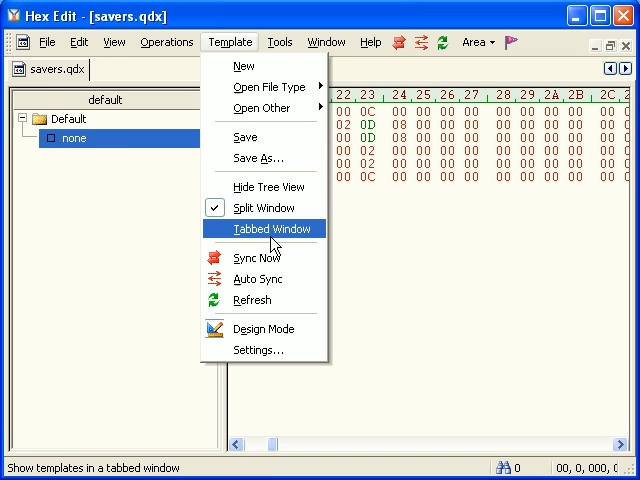 Hex Edit - [savers.qdx]
File Edit View Operations Template Tools Window Help Area
savers.qdx
default
Default
none
New
Open File Type
Open Other
Save
Save As...
Hide Tree View
Split Window
Tabbed Window
Sync Now
Auto Sync
Refresh
Design Mode
Settings...
22 23 24 25 26 27 28 29 2A 2B 2C
00 0C 00 00 00 00 00 00 00 00 00
02 0D 08 00 00 00 00 00 00 00 00
00 0D 08 00 00 00 00 00 00 00 00
00 02 00 00 00 00 00 00 00 00 00
00 02 00 00 00 00 00 00 00 00 00
00 0C 00 00 00 00 00 00 00 00 00
Show templates in a tabbed window
0
00, 0, 000, 0